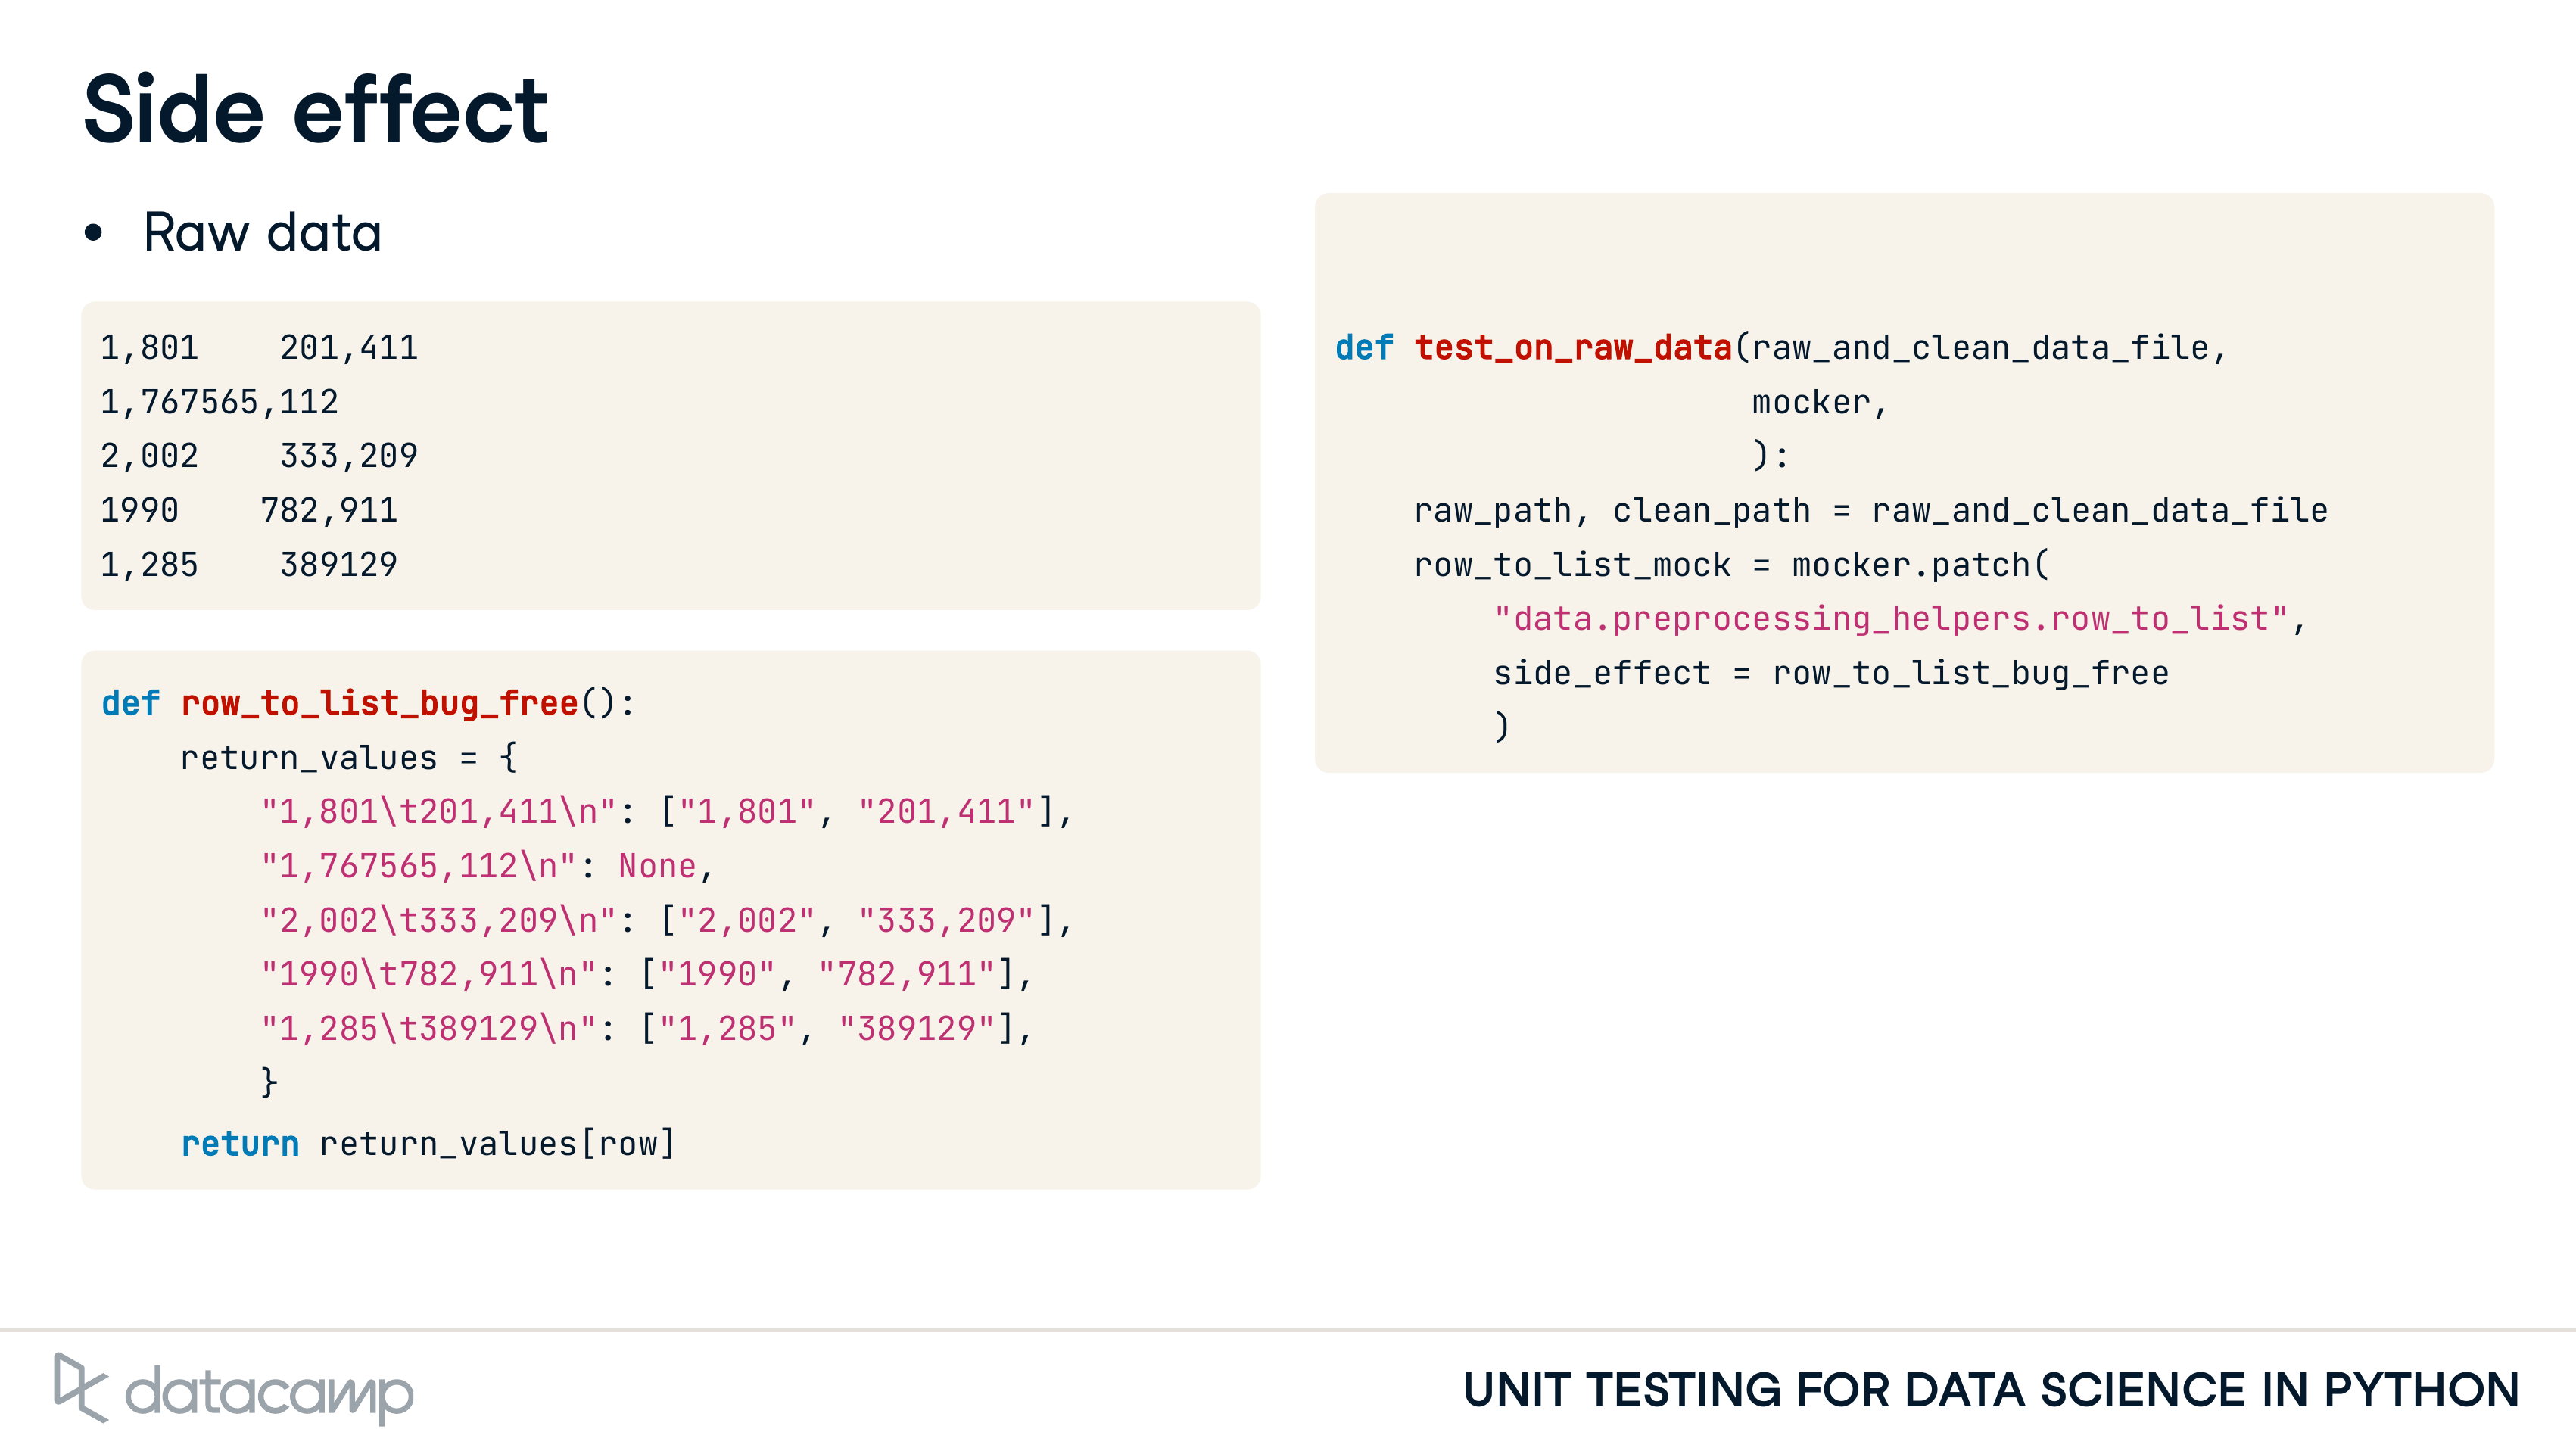 Side effect
• Raw data
1,801    201,411
1,767565,112
2,002    333,209
1990    782,911
1,285    389129
def row_to_list_bug_free():
    return_values = {
        "1,801\t201,411\n": ["1,801", "201,411"],
        "1,767565,112\n": None,
        "2,002\t333,209\n": ["2,002", "333,209"],
        "1990\t782,911\n": ["1990", "782,911"],
        "1,285\t389129\n": ["1,285", "389129"],
        }
    return return_values[row]
def test_on_raw_data(raw_and_clean_data_file,
                     mocker,
                     ):
    raw_path, clean_path = raw_and_clean_data_file
    row_to_list_mock = mocker.patch(
        "data.preprocessing_helpers.row_to_list",
        side_effect = row_to_list_bug_free
        )
datacamp
UNIT TESTING FOR DATA SCIENCE IN PYTHON